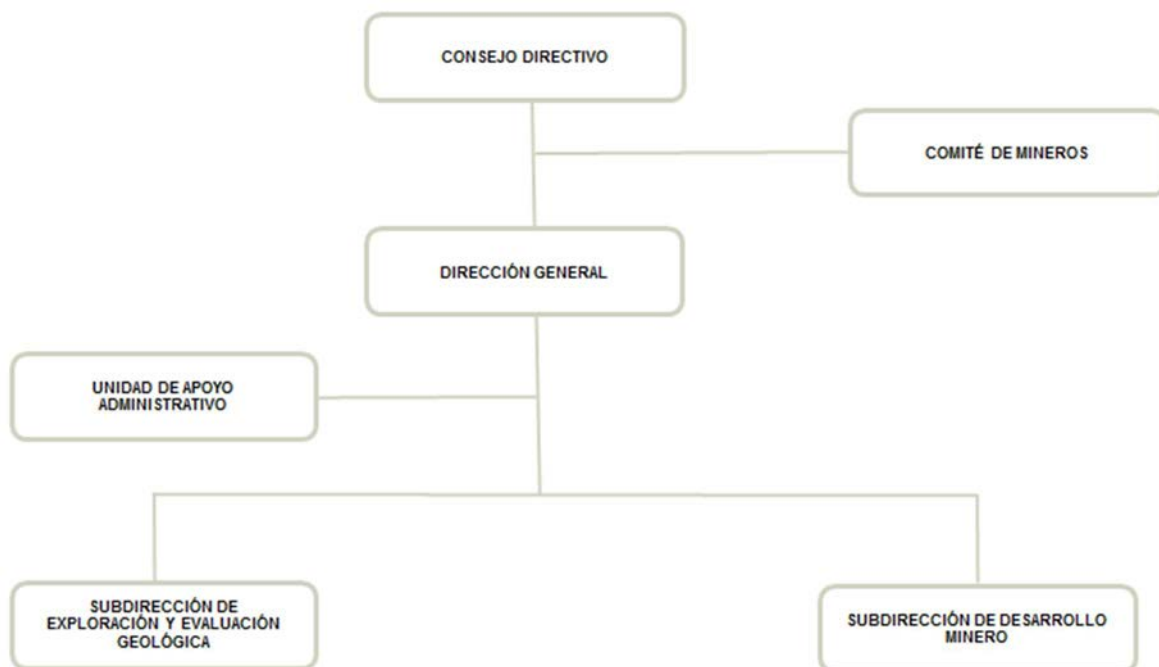 CONSEJO DIRECTIVO
COMITÉ DE MINEROS
DIRECCIÓN GENERAL
UNIDAD DE APOYO
ADMINISTRATIVO
SUBDIRECCIÓN DE
EXPLORACIÓN Y EVALUACIÓN
GEOLÓGICA
SUBDIRECCIÓN DE DESARROLLO
MINERO